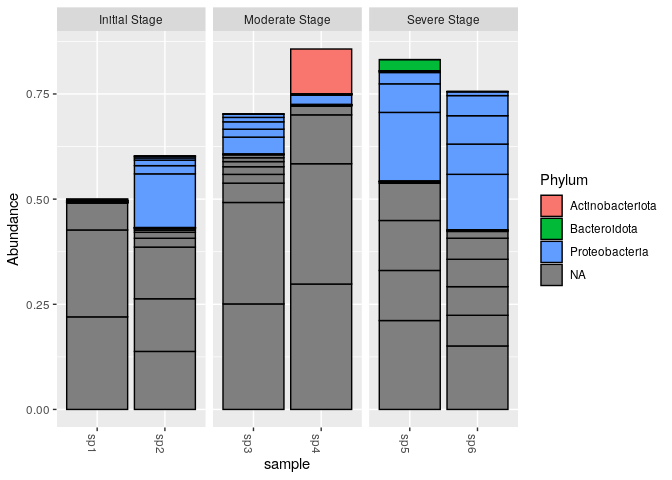 Initial Stage
Moderate Stage
Severe Stage
Abundance
0.75
0.50
0.25
0.00
sp1
sp2
sp3
sp4
sp5
sp6
sample
Phylum
Actinobacteriota
Bacteroidota
Proteobacteria
NA